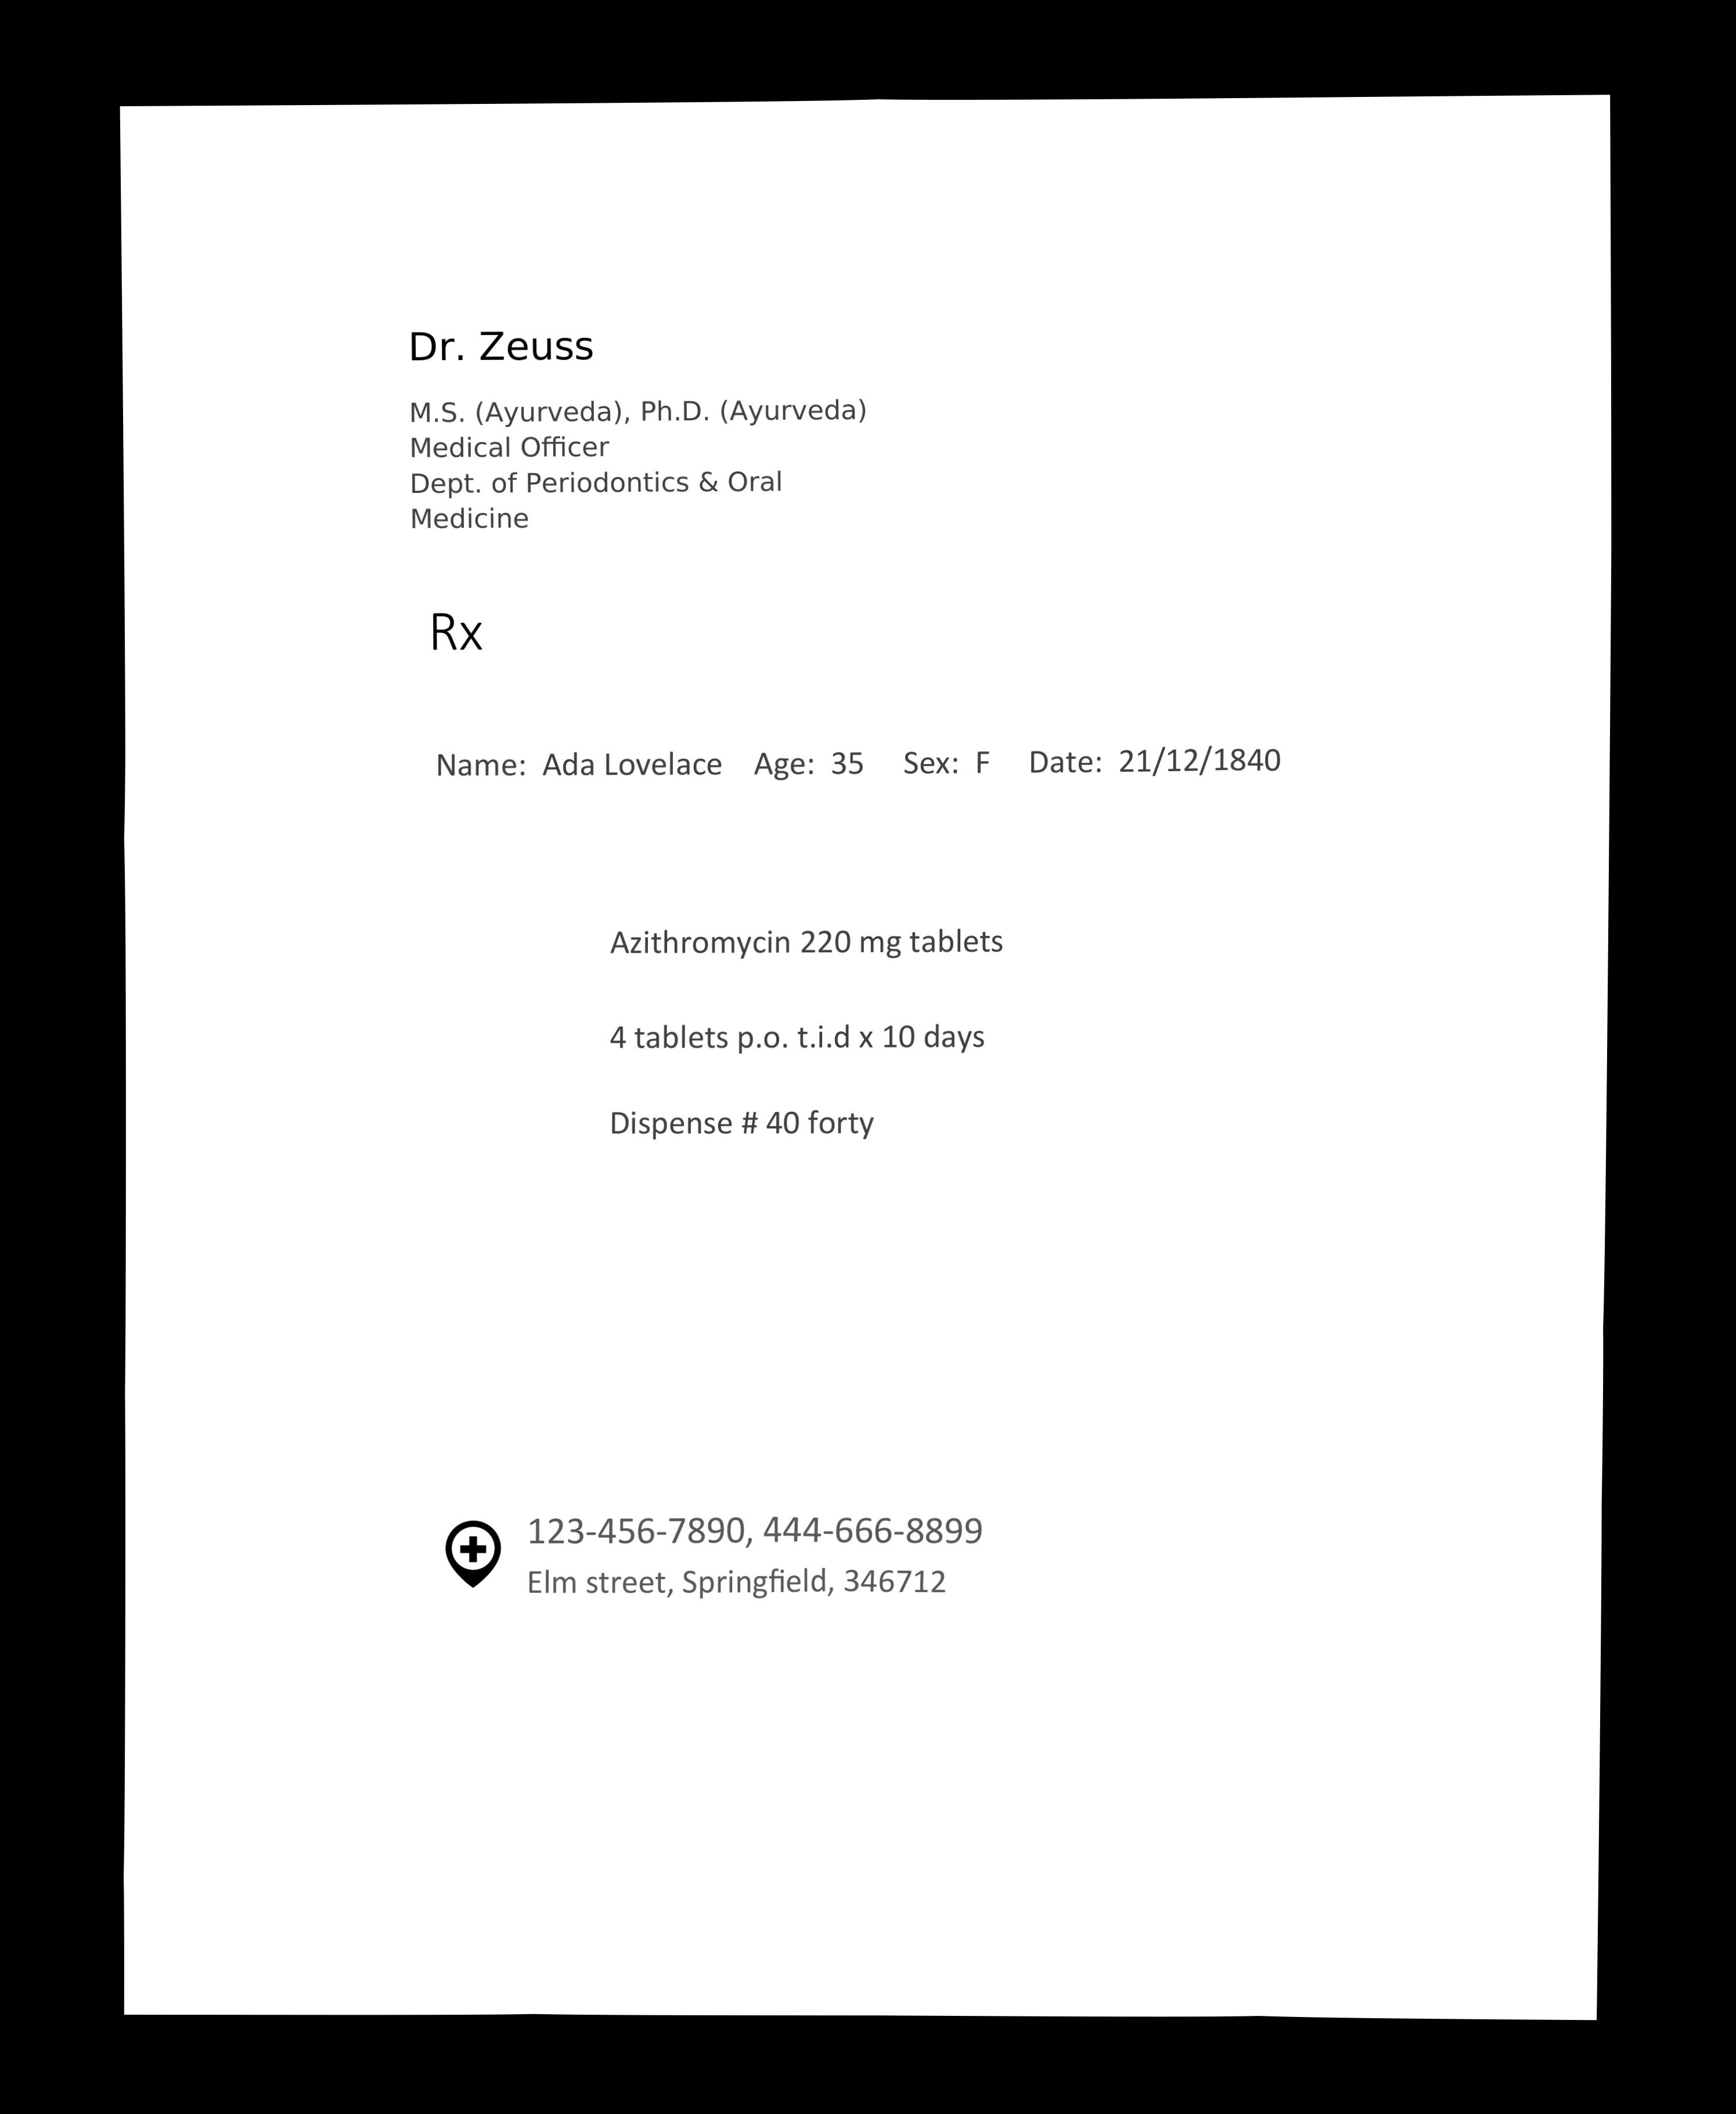 Dr. Zeuss
M.S. (Ayurveda), Ph.D. (Ayurveda)
Medical Officer
Dept. of Periodontics & Oral
Medicine
Rx
Name: Ada Lovelace Age: 35 Sex: F Date: 21/12/1840
Azithromycin 220 mg tablets
4 tablets p.o. t.i.d x 10 days
Dispense # 40 forty
123-456-7890, 444-666-8899
Elm street, Springfield, 346712